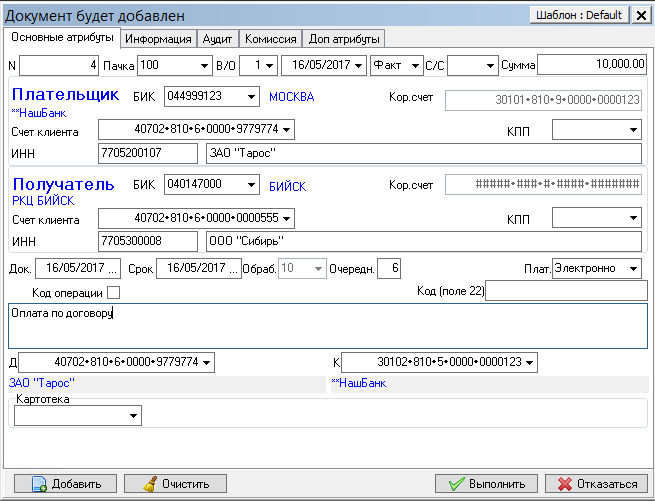 Документ будет добавлен Шаблон : Default
Основные атрибуты Информация Аудит Комиссия Доп атрибуты
N 4 Пачка 100 В/О 1 16/05/2017 Факт С/С Сумма 10,000.00
Плательщик БИК 044999123 МОСКВА Кор.счет 30101•810•9•0000•0000123
**НашБанк
Счет клиента 40702•810•6•0000•9779774 КПП
ИНН 7705200107 ЗАО "Тарос"
Получатель БИК 040147000 БИЙСК Кор.счет #####•###•#•####•#######
РКЦ БИЙСК
Счет клиента 40702•810•6•0000•0000555 КПП
ИНН 7705300008 ООО "Сибирь"
Док. 16/05/2017 ... Срок 16/05/2017 ... Обраб. 10 Очередн. 6 Плат. Электронно
Код операции Код (поле 22)
Оплата по договору
Д 40702•810•6•0000•9779774 К 30102•810•5•0000•0000123
ЗАО "Тарос" **НашБанк
Картотека
Добавить Очистить Выполнить Отказаться